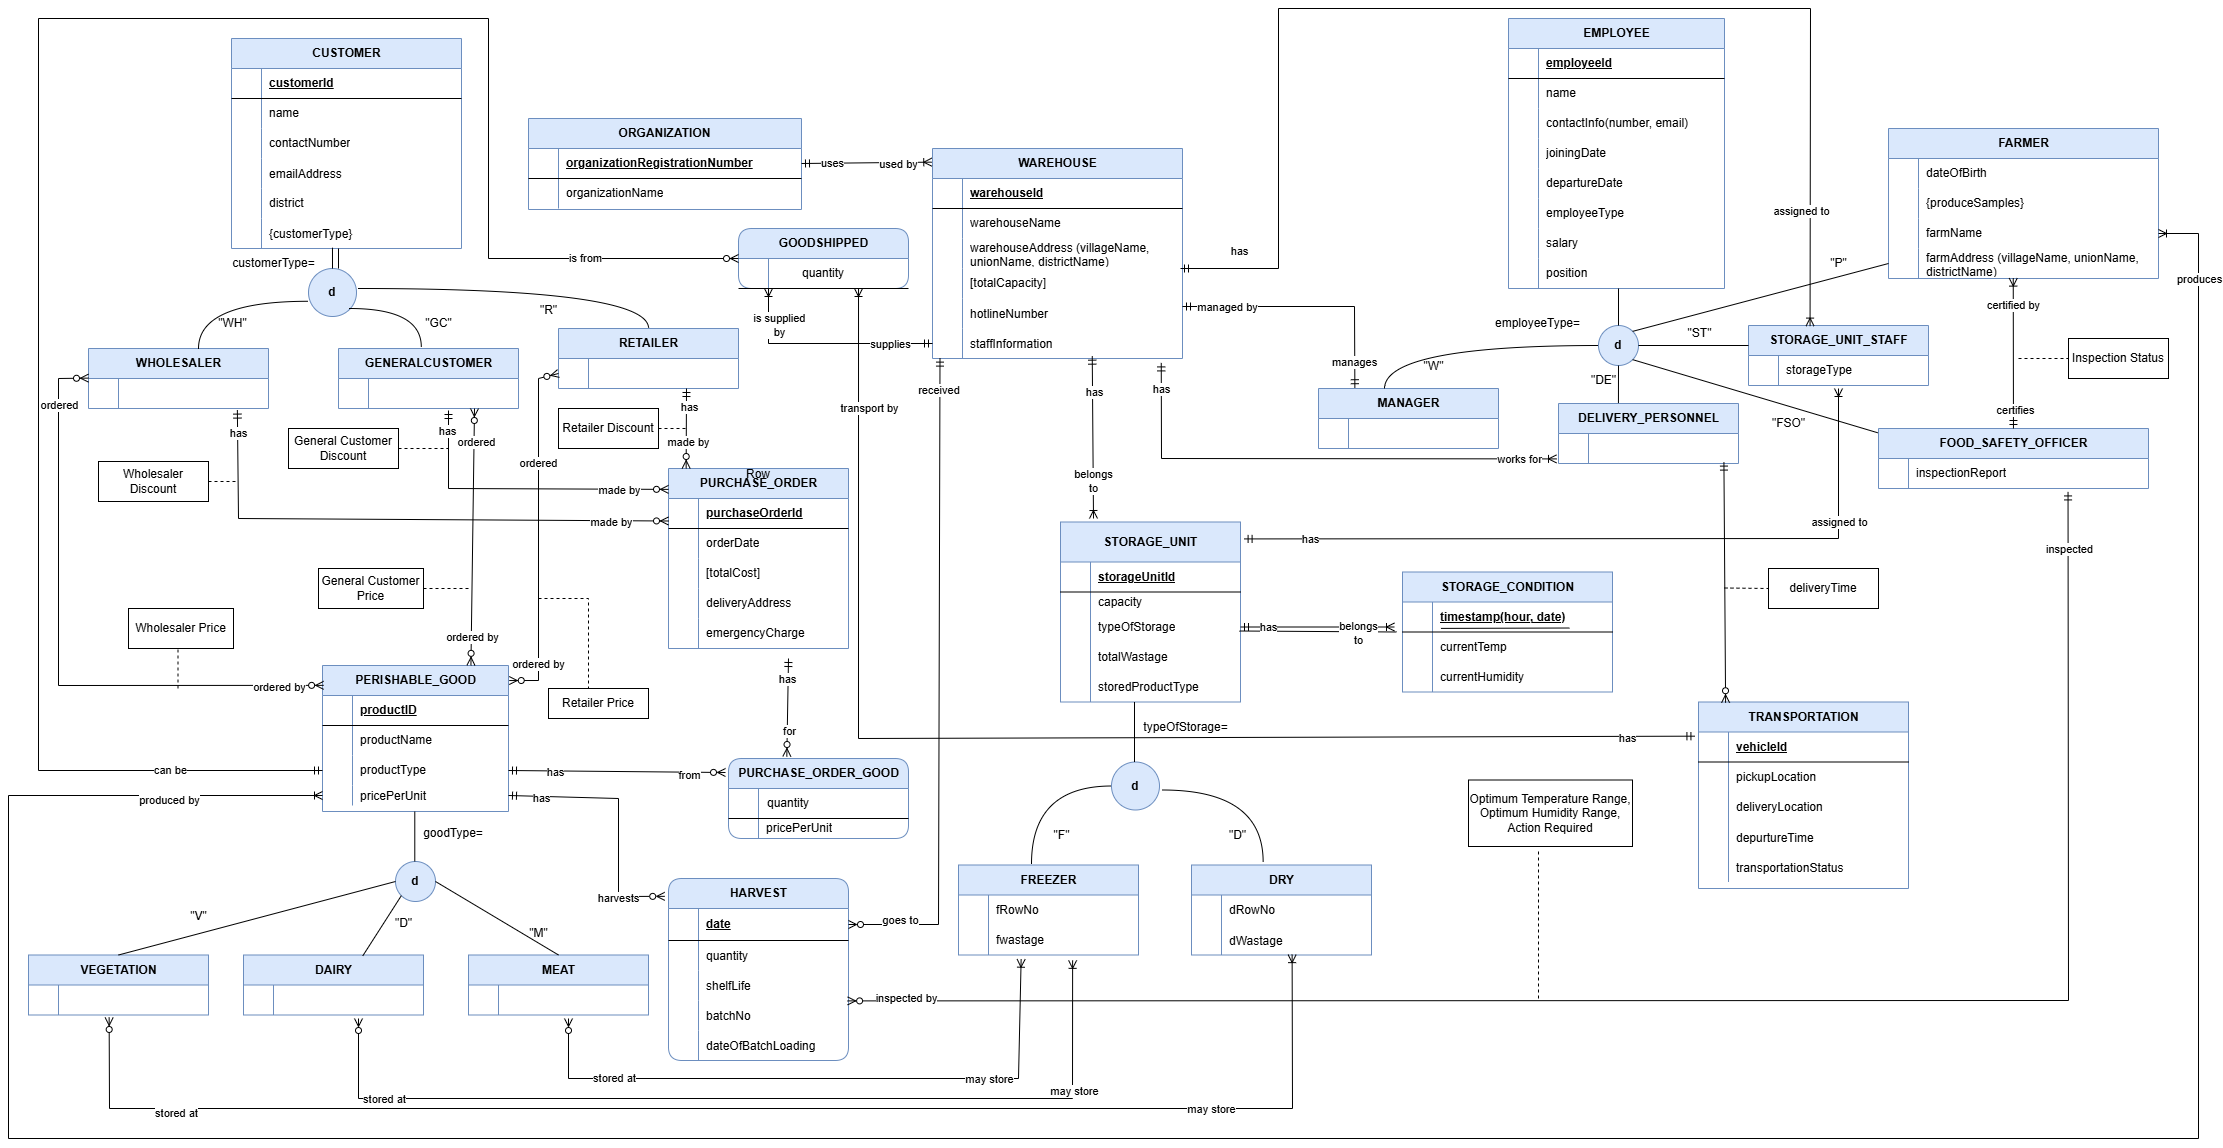 CUSTOMER
customerId
name
contactNumber
emailAddress
district
{customerType}
customerType=
d
"WH"
"GC"
"R"
WHOLESALER
GENERALCUSTOMER
RETAILER
ORGANIZATION
organizationRegistrationNumber
organizationName
uses
used by
GOODSHIPPED
quantity
is from
is supplied
by
supplies
WAREHOUSE
warehouseId
warehouseName
warehouseAddress (villageName,
unionName, districtName)
[totalCapacity]
hotlineNumber
staffInformation
has
managed by
manages
EMPLOYEE
employeeId
name
contactInfo(number, email)
joiningDate
departureDate
employeeType
salary
position
employeeType=
d
"P"
"ST"
"W"
"DE"
"FSO"
assigned to
FARMER
dateOfBirth
{produceSamples}
farmName
farmAddress (villageName, unionName,
districtName)
produces
certified by
Inspection Status
certifies
STORAGE_UNIT_STAFF
storageType
MANAGER
DELIVERY_PERSONNEL
FOOD_SAFETY_OFFICER
inspectionReport
ordered
has
has
ordered
ordered
has
made by
Retailer Discount
General Customer
Discount
Wholesaler
Discount
made by
made by
received
transport by
has
has
works for
belongs
to
assigned to
has
inspected
Row
PURCHASE_ORDER
purchaseOrderId
orderDate
[totalCost]
deliveryAddress
emergencyCharge
STORAGE_UNIT
storageUnitId
capacity
typeOfStorage
totalWastage
storedProductType
has
belongs
to
STORAGE_CONDITION
timestamp(hour, date)
currentTemp
currentHumidity
deliveryTime
General Customer
Price
Wholesaler Price
Retailer Price
ordered by
ordered by
ordered by
PERISHABLE_GOOD
productID
productName
productType
pricePerUnit
can be
produced by
has
from
has
harvests
has
for
PURCHASE_ORDER_GOOD
quantity
pricePerUnit
typeOfStorage=
d
"F"
"D"
has
TRANSPORTATION
vehicleId
pickupLocation
deliveryLocation
depurtureTime
transportationStatus
Optimum Temperature Range,
Optimum Humidity Range,
Action Required
goodType=
d
"V"
"D"
"M"
VEGETATION
DAIRY
MEAT
HARVEST
date
quantity
shelfLife
batchNo
dateOfBatchLoading
goes to
inspected by
FREEZER
fRowNo
fwastage
DRY
dRowNo
dWastage
stored at
may store
stored at
may store
stored at
may store